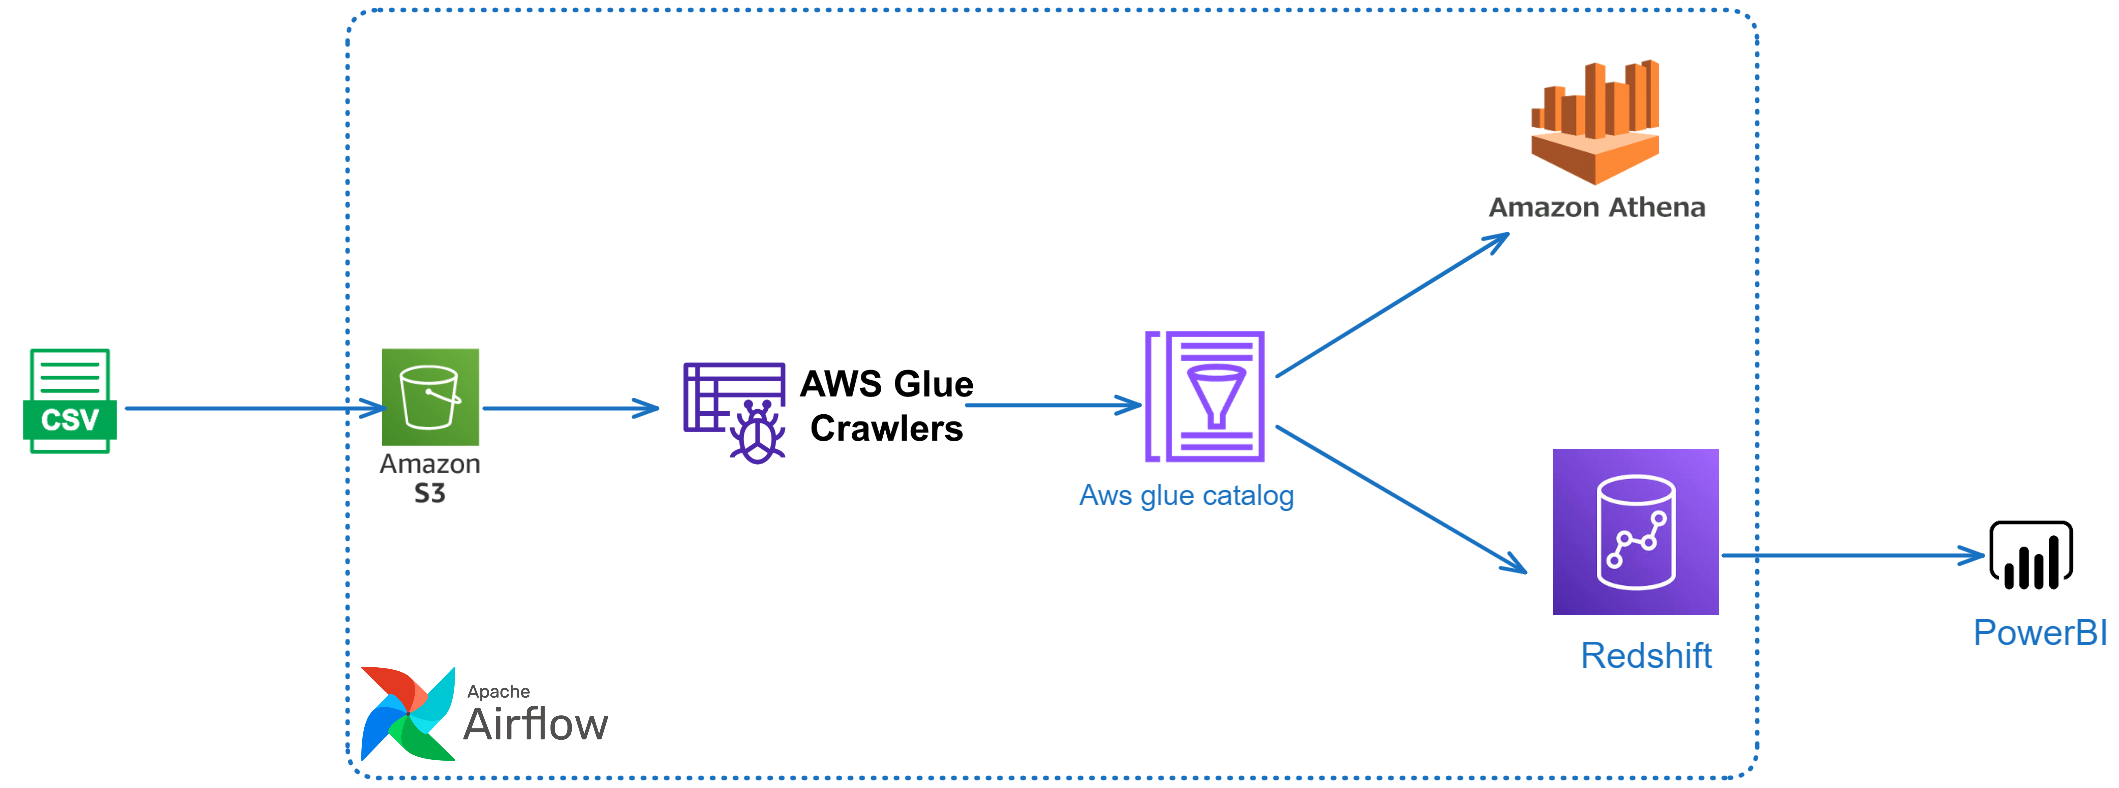 Amazon Athena
CSV
Amazon
S3
AWS Glue
Crawlers
Aws glue catalog
Redshift
PowerBI
Apache
Airflow